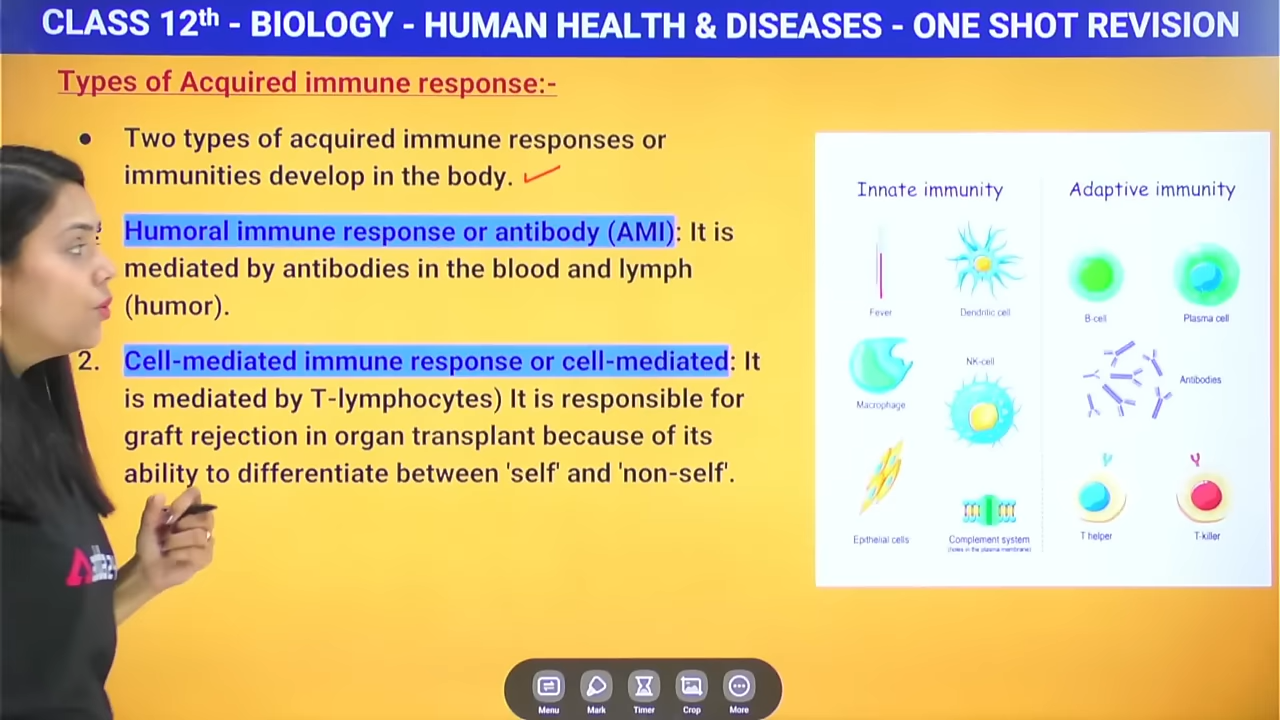 CLASS 12th - BIOLOGY - HUMAN HEALTH & DISEASES - ONE SHOT REVISION
Types of Acquired immune response:-
● Two types of acquired immune responses or
immunities develop in the body.
Humoral immune response or antibody (AMI): It is
mediated by antibodies in the blood and lymph
(humor).
2. Cell-mediated immune response or cell-mediated: It
is mediated by T-lymphocytes) It is responsible for
graft rejection in organ transplant because of its
ability to differentiate between 'self' and 'non-self'.
Innate immunity
Adaptive immunity
Fever
Dendritic cell
B-cell
Plasma cell
NK-cell
Macrophage
Antibodies
Epithelial cells
Complement system
(holes in the plasma membrane)
T helper
T-killer
Menu
Mark
Timer
Crop
More